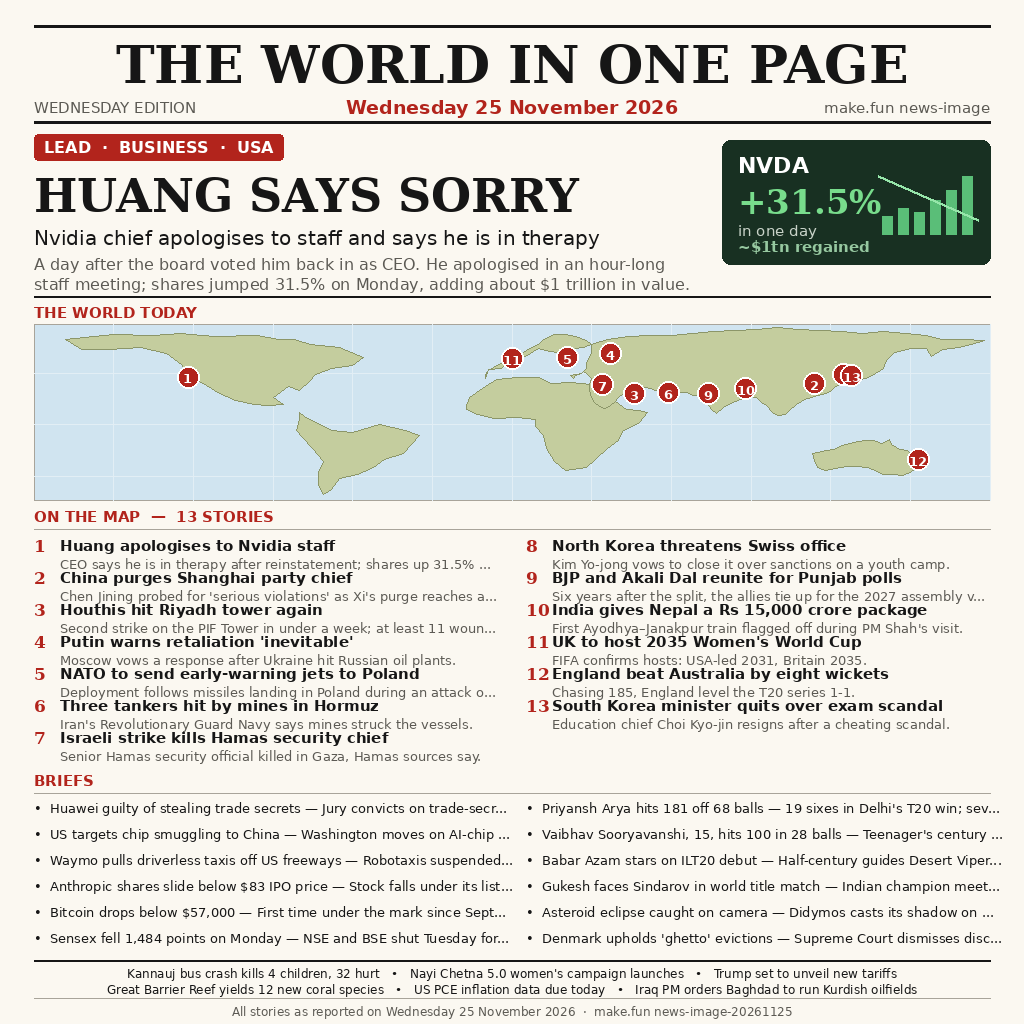 THE WORLD IN ONE PAGE
WEDNESDAY EDITION
Wednesday 25 November 2026
make.fun news-image
LEAD · BUSINESS · USA
HUANG SAYS SORRY
Nvidia chief apologises to staff and says he is in therapy
A day after the board voted him back in as CEO. He apologised in an hour-long
staff meeting; shares jumped 31.5% on Monday, adding about $1 trillion in value.
NVDA
+31.5%
in one day
~$1tn regained
THE WORLD TODAY
1
11
5
4
7
3
6
9
10
2
13
12
ON THE MAP — 13 STORIES
1 Huang apologises to Nvidia staff
CEO says he is in therapy after reinstatement; shares up 31.5% ...
2 China purges Shanghai party chief
Chen Jining probed for 'serious violations' as Xi's purge reaches a...
3 Houthis hit Riyadh tower again
Second strike on the PIF Tower in under a week; at least 11 woun...
4 Putin warns retaliation 'inevitable'
Moscow vows a response after Ukraine hit Russian oil plants.
5 NATO to send early-warning jets to Poland
Deployment follows missiles landing in Poland during an attack o...
6 Three tankers hit by mines in Hormuz
Iran's Revolutionary Guard Navy says mines struck the vessels.
7 Israeli strike kills Hamas security chief
Senior Hamas security official killed in Gaza, Hamas sources say.
8 North Korea threatens Swiss office
Kim Yo-jong vows to close it over sanctions on a youth camp.
9 BJP and Akali Dal reunite for Punjab polls
Six years after the split, the allies tie up for the 2027 assembly v...
10 India gives Nepal a Rs 15,000 crore package
First Ayodhya–Janakpur train flagged off during PM Shah's visit.
11 UK to host 2035 Women's World Cup
FIFA confirms hosts: USA-led 2031, Britain 2035.
12 England beat Australia by eight wickets
Chasing 185, England level the T20 series 1-1.
13 South Korea minister quits over exam scandal
Education chief Choi Kyo-jin resigns after a cheating scandal.
BRIEFS
• Huawei guilty of stealing trade secrets — Jury convicts on trade-secr...
• US targets chip smuggling to China — Washington moves on AI-chip ...
• Waymo pulls driverless taxis off US freeways — Robotaxis suspended...
• Anthropic shares slide below $83 IPO price — Stock falls under its list...
• Bitcoin drops below $57,000 — First time under the mark since Sept...
• Sensex fell 1,484 points on Monday — NSE and BSE shut Tuesday for...
• Priyansh Arya hits 181 off 68 balls — 19 sixes in Delhi's T20 win; sev...
• Vaibhav Sooryavanshi, 15, hits 100 in 28 balls — Teenager's century ...
• Babar Azam stars on ILT20 debut — Half-century guides Desert Viper...
• Gukesh faces Sindarov in world title match — Indian champion meet...
• Asteroid eclipse caught on camera — Didymos casts its shadow on ...
• Denmark upholds 'ghetto' evictions — Supreme Court dismisses disc...
Kannauj bus crash kills 4 children, 32 hurt • Nayi Chetna 5.0 women's campaign launches • Trump set to unveil new tariffs
Great Barrier Reef yields 12 new coral species • US PCE inflation data due today • Iraq PM orders Baghdad to run Kurdish oilfields
All stories as reported on Wednesday 25 November 2026 · make.fun news-image-20261125